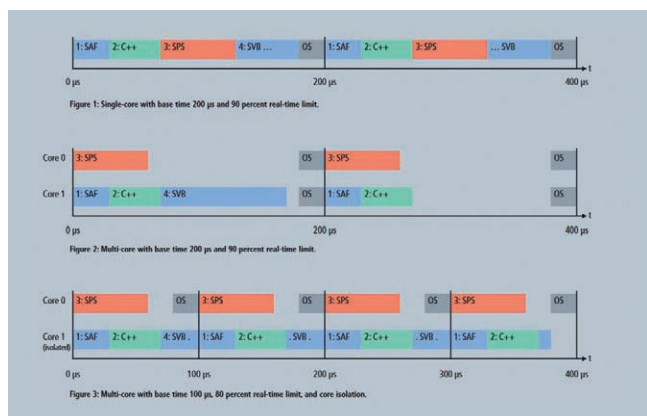 1: SAF 2: C++ 3: SPS 4: SVB ... OS 1: SAF 2: C++ 3: SPS ... SVB OS
t
0 µs 200 µs 400 µs
Figure 1: Single-core with base time 200 µs and 90 percent real-time limit.
Core 0 3: SPS OS 3: SPS OS
Core 1 1: SAF 2: C++ 4: SVB OS 1: SAF 2: C++ OS
t
0 µs 200 µs 400 µs
Figure 2: Multi-core with base time 200 µs and 90 percent real-time limit.
Core 0 3: SPS OS 3: SPS OS 3: SPS OS 3: SPS OS
Core 1 1: SAF 2: C++ 4: SVB . 1: SAF 2: C++ . SVB . 1: SAF 2: C++ . SVB . 1: SAF 2: C++
(isolated)
t
0 µs 100 µs 200 µs 300 µs 400 µs
Figure 3: Multi-core with base time 100 µs, 80 percent real-time limit, and core isolation.